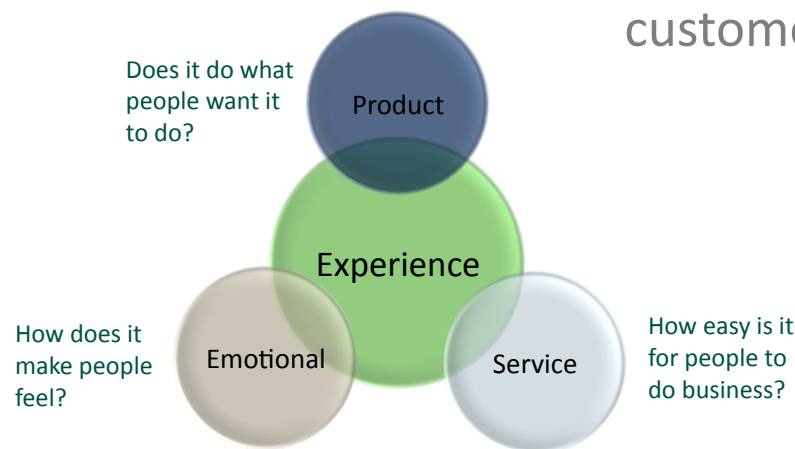 custome
Does it do what
people want it
to do?
Product
Experience
How does it
make people
feel?
Emotional
Service
How easy is it
for people to
do business?